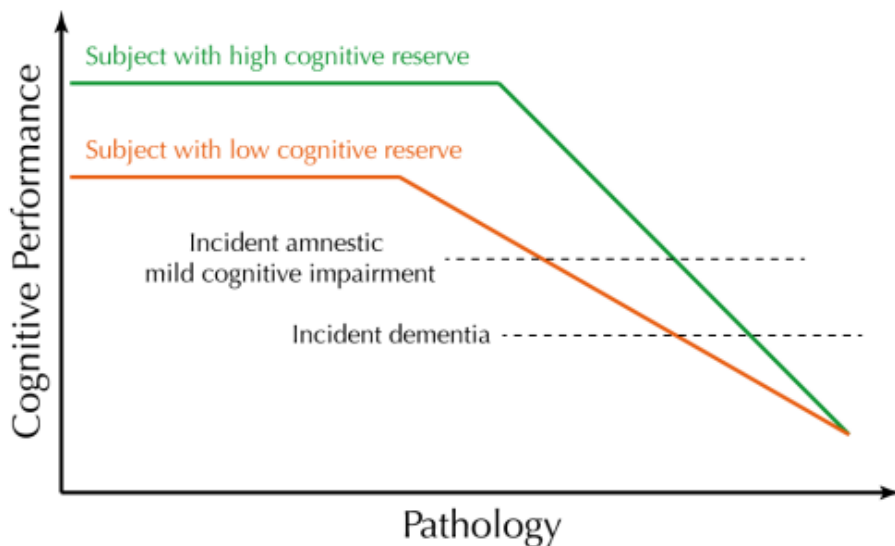 Subject with high cognitive reserve
Subject with low cognitive reserve
Incident amnestic
mild cognitive impairment
Incident dementia
Cognitive Performance
Pathology